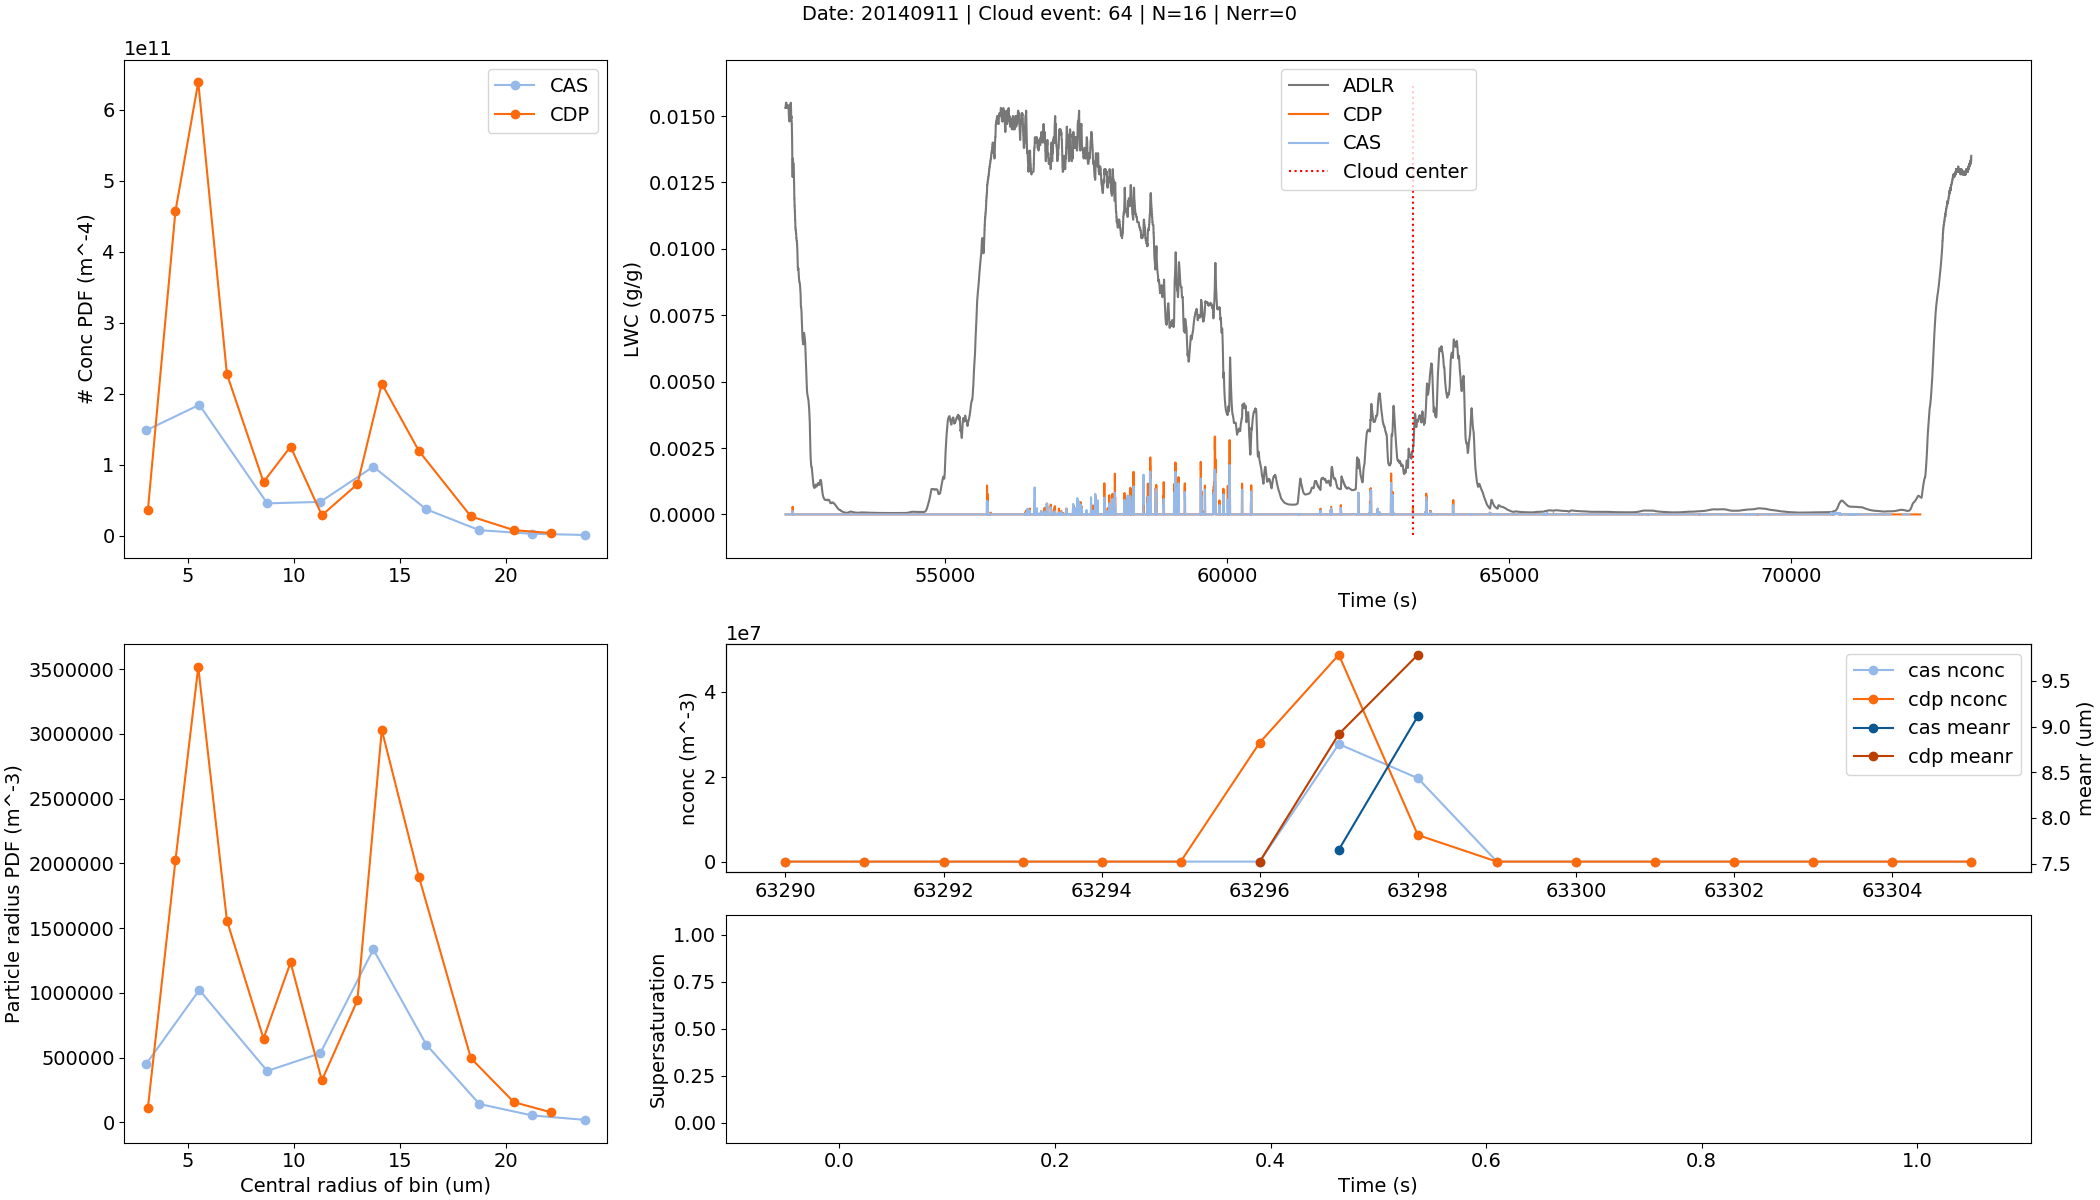 Date: 20140911 | Cloud event: 64 | N=16 | Nerr=0
1e11
# Conc PDF (m^-4)
6
5
4
3
2
1
0
5 10 15 20
CAS
CDP
LWC (g/g)
0.0150
0.0125
0.0100
0.0075
0.0050
0.0025
0.0000
55000 60000 65000 70000
Time (s)
ADLR
CDP
CAS
Cloud center
Particle radius PDF (m^-3)
3500000
3000000
2500000
2000000
1500000
1000000
500000
0
5 10 15 20
Central radius of bin (um)
1e7
nconc (m^-3)
4
2
0
63290 63292 63294 63296 63298 63300 63302 63304
cas nconc
cdp nconc
cas meanr
cdp meanr
9.5
9.0
8.5
8.0
7.5
meanr (um)
Supersaturation
1.00
0.75
0.50
0.25
0.00
0.0 0.2 0.4 0.6 0.8 1.0
Time (s)